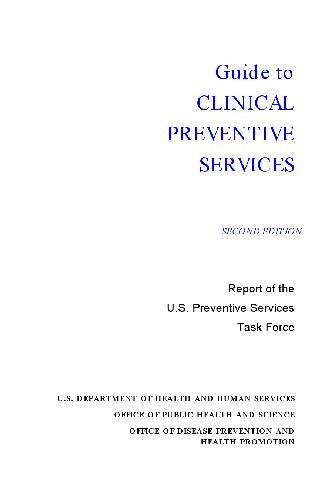 Guide to
CLINICAL
PREVENTIVE
SERVICES
SECOND EDITION
Report of the
U.S. Preventive Services
Task Force
U.S. DEPARTMENT OF HEALTH AND HUMAN SERVICES
OFFICE OF PUBLIC HEALTH AND SCIENCE
OFFICE OF DISEASE PREVENTION AND
HEALTH PROMOTION